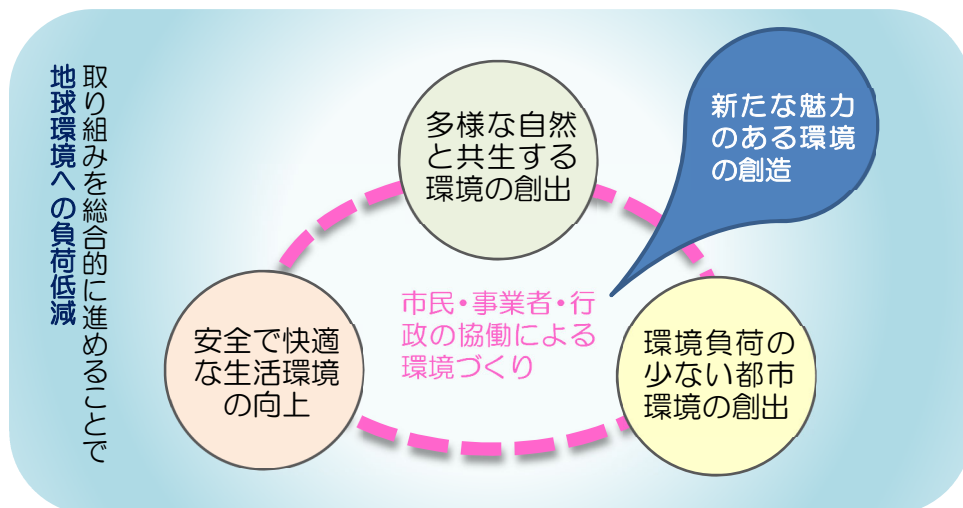 取り組みを総合的に進めることで
地球環境への負荷低減
多様な自然
と共生する
環境の創出
新たな魅力
のある環境
の創造
市民・事業者・行
政の協働による
環境づくり
安全で快適
な生活環境
の向上
環境負荷の
少ない都市
環境の創出